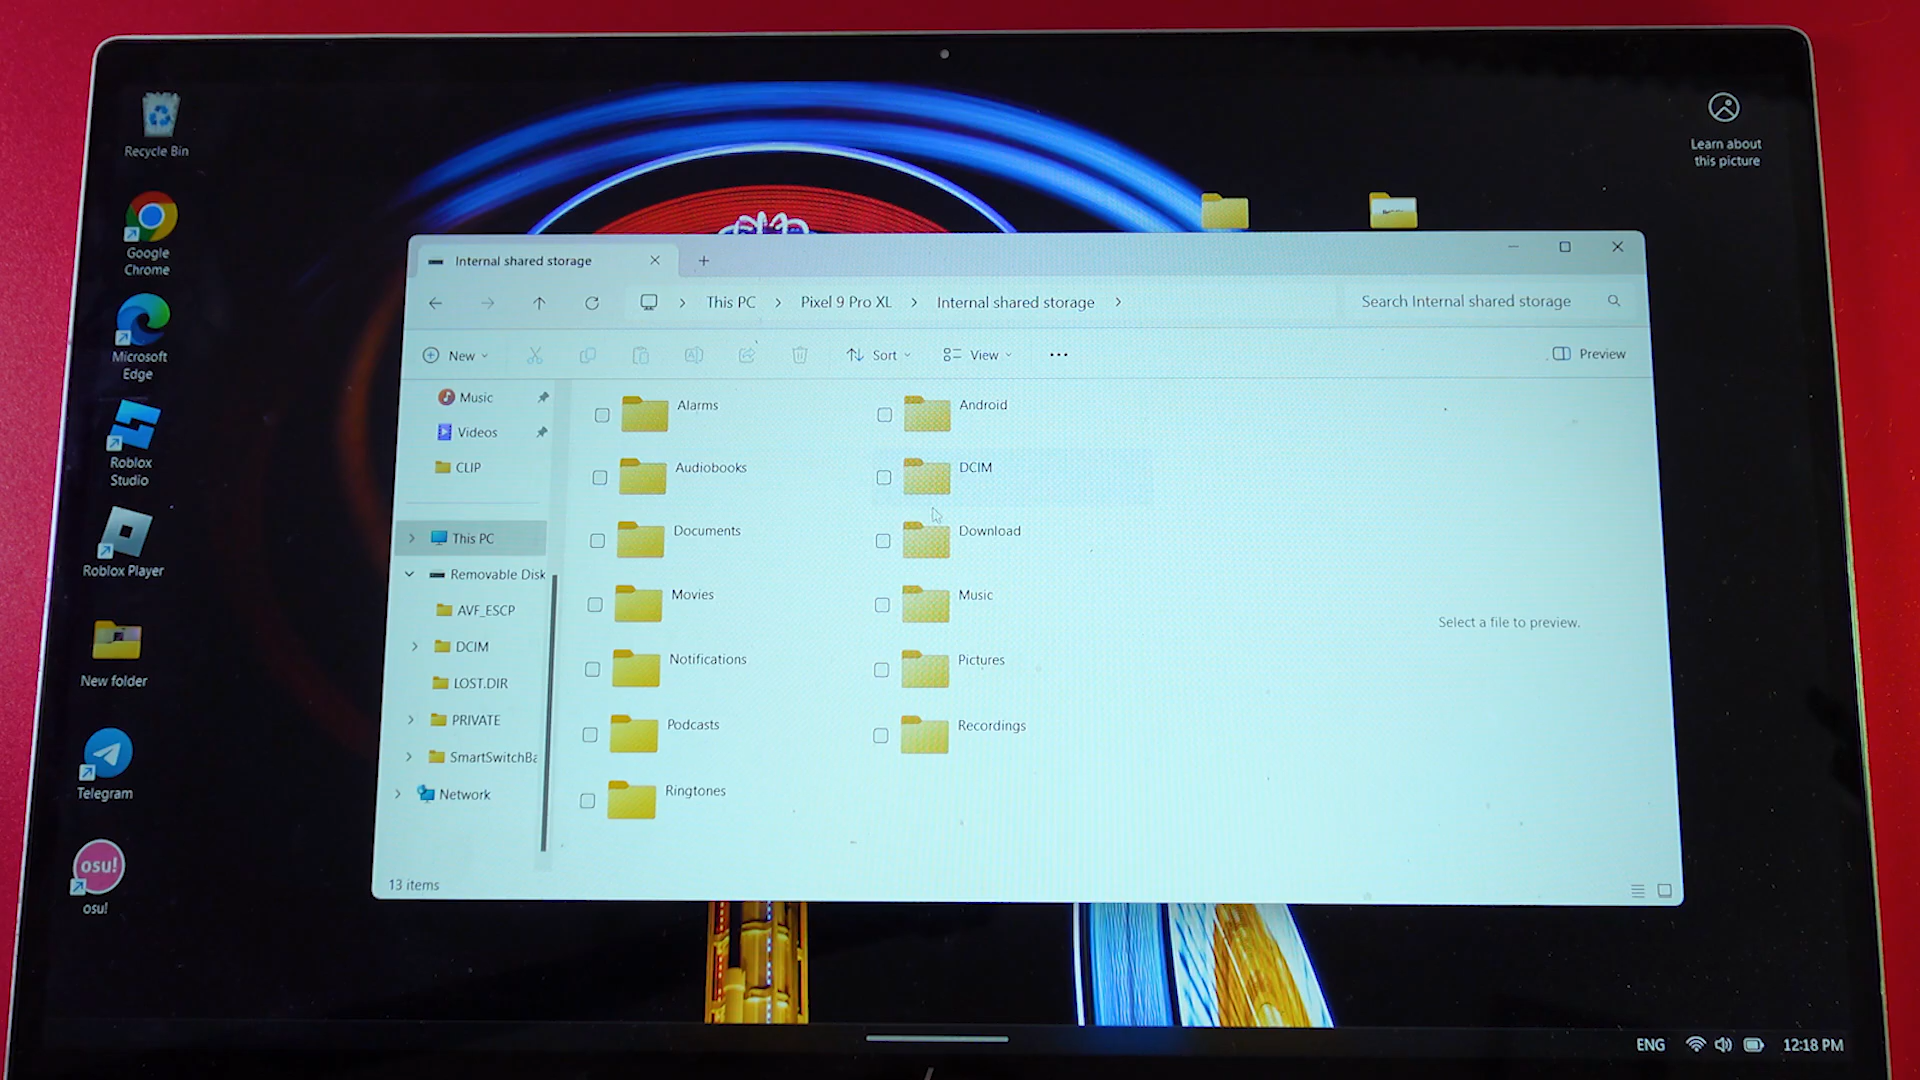 Recycle Bin
Google
Chrome
Microsoft
Edge
Roblox
Studio
Roblox Player
New folder
Telegram
osu!
osu!
Learn about
this picture
Internal shared storage
This PC
Pixel 9 Pro XL
Internal shared storage
Search Internal shared storage
New
Sort
View
Preview
Music
Videos
CLIP
This PC
Removable Disk
AVF_ESCP
DCIM
LOST.DIR
PRIVATE
SmartSwitchBa
Network
Alarms
Android
Audiobooks
DCIM
Documents
Download
Movies
Music
Notifications
Pictures
Podcasts
Recordings
Ringtones
Select a file to preview.
13 items
ENG
12:18 PM